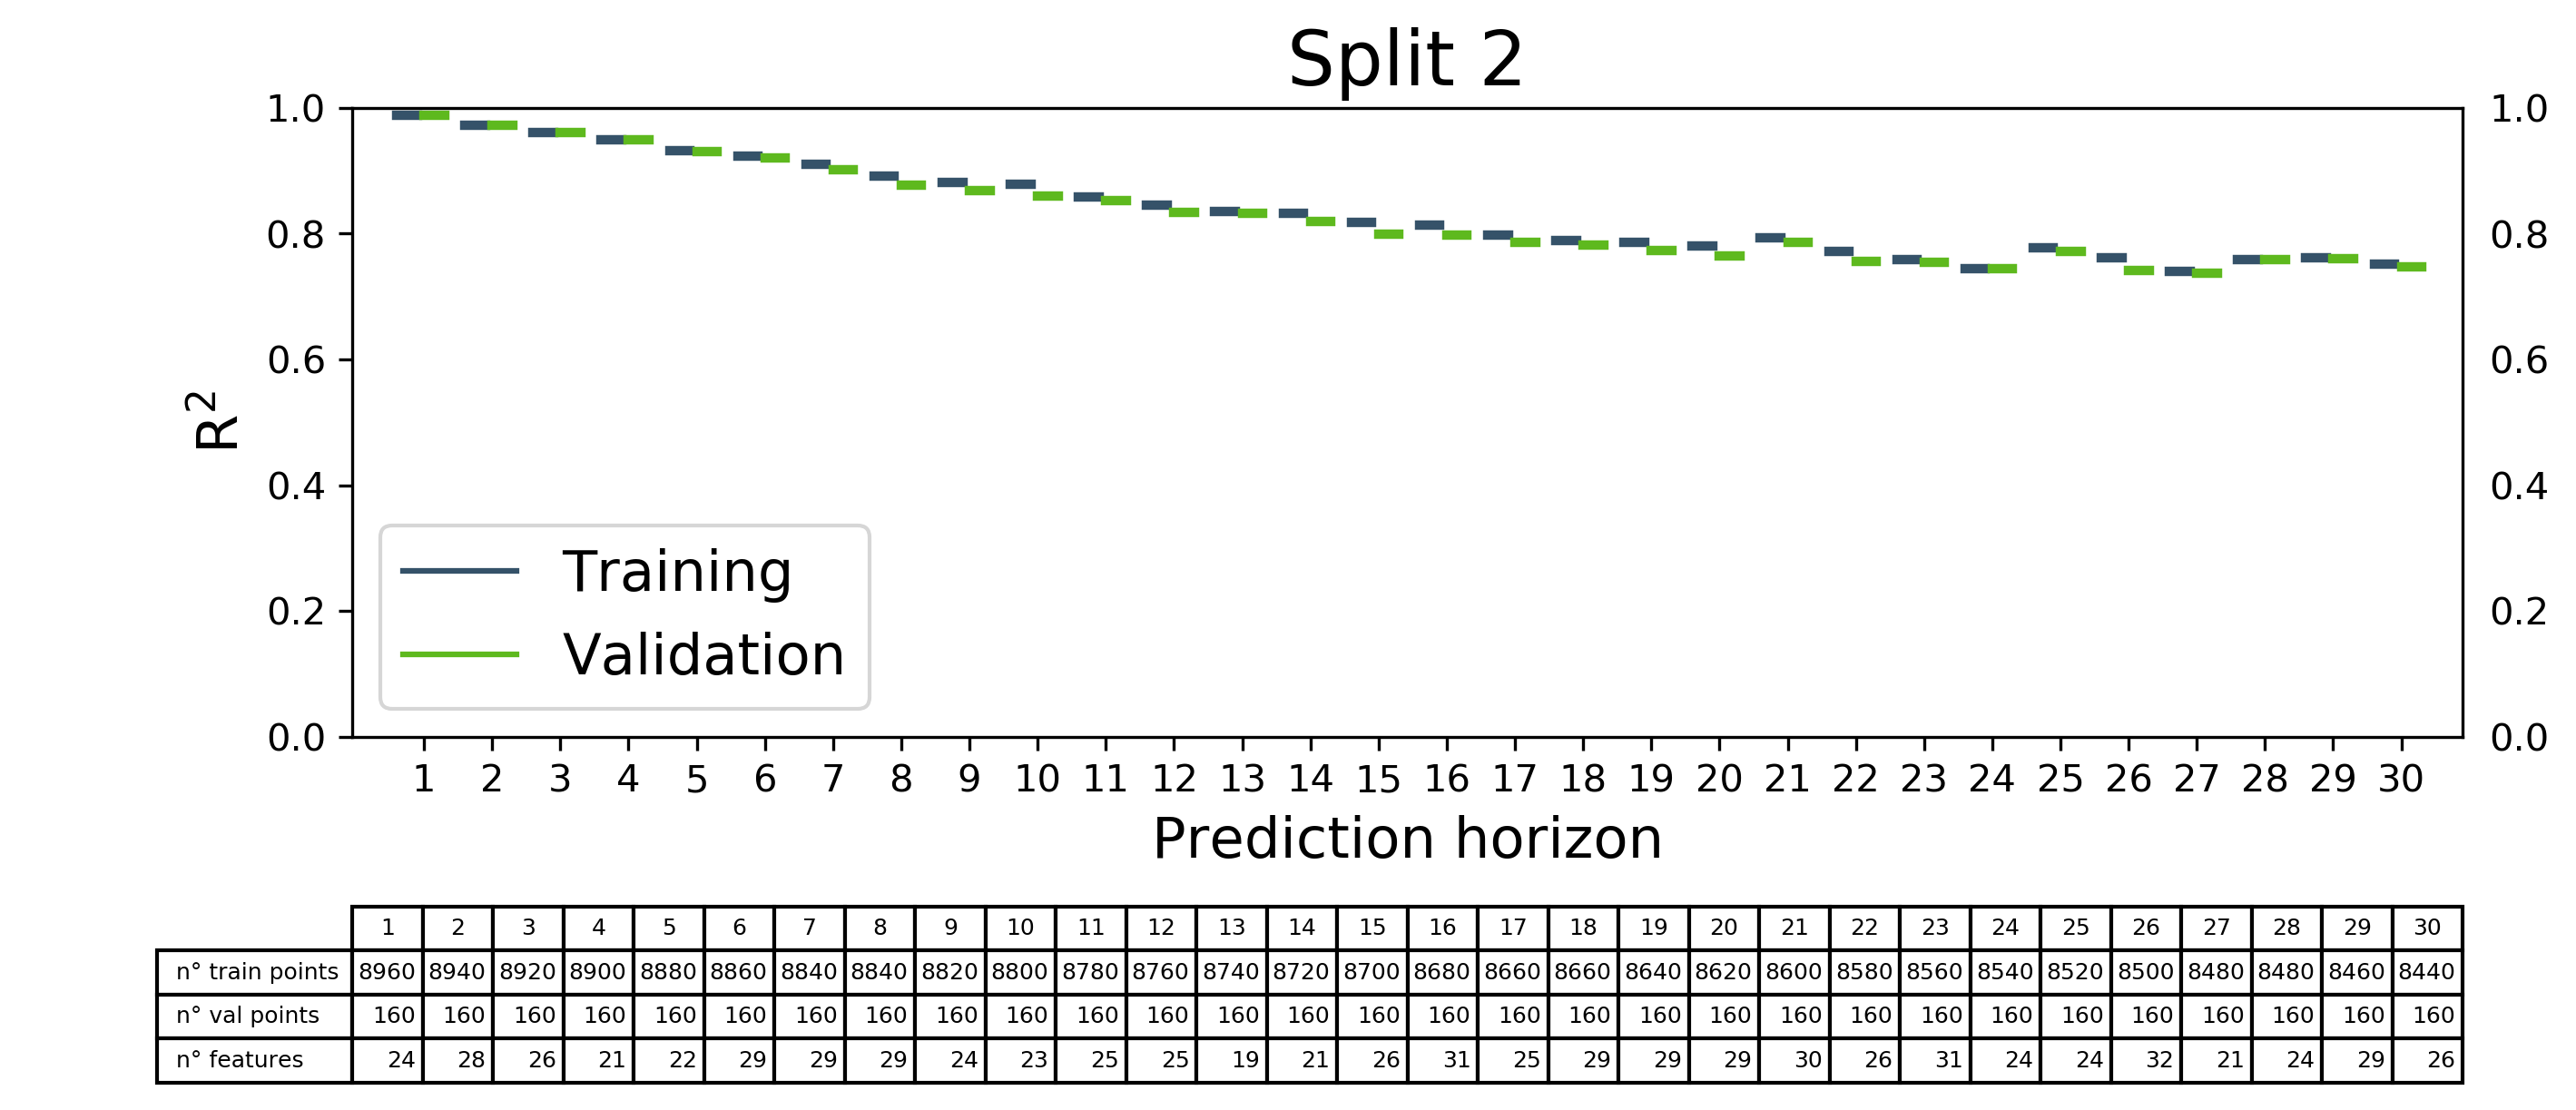 Split 2
1.0 1.0
0.8 0.8
0.6 0.6
R²
0.4 0.4
Training
0.2 0.2
Validation
0.0 0.0
1 2 3 4 5 6 7 8 9 10 11 12 13 14 15 16 17 18 19 20 21 22 23 24 25 26 27 28 29 30
Prediction horizon
1 2 3 4 5 6 7 8 9 10 11 12 13 14 15 16 17 18 19 20 21 22 23 24 25 26 27 28 29 30
n° train points 8960 8940 8920 8900 8880 8860 8840 8840 8820 8800 8780 8760 8740 8720 8700 8680 8660 8660 8640 8620 8600 8580 8560 8540 8520 8500 8480 8480 8460 8440
n° val points 160 160 160 160 160 160 160 160 160 160 160 160 160 160 160 160 160 160 160 160 160 160 160 160 160 160 160 160 160 160
n° features 24 28 26 21 22 29 29 29 24 23 25 25 19 21 26 31 25 29 29 29 30 26 31 24 24 32 21 24 29 26